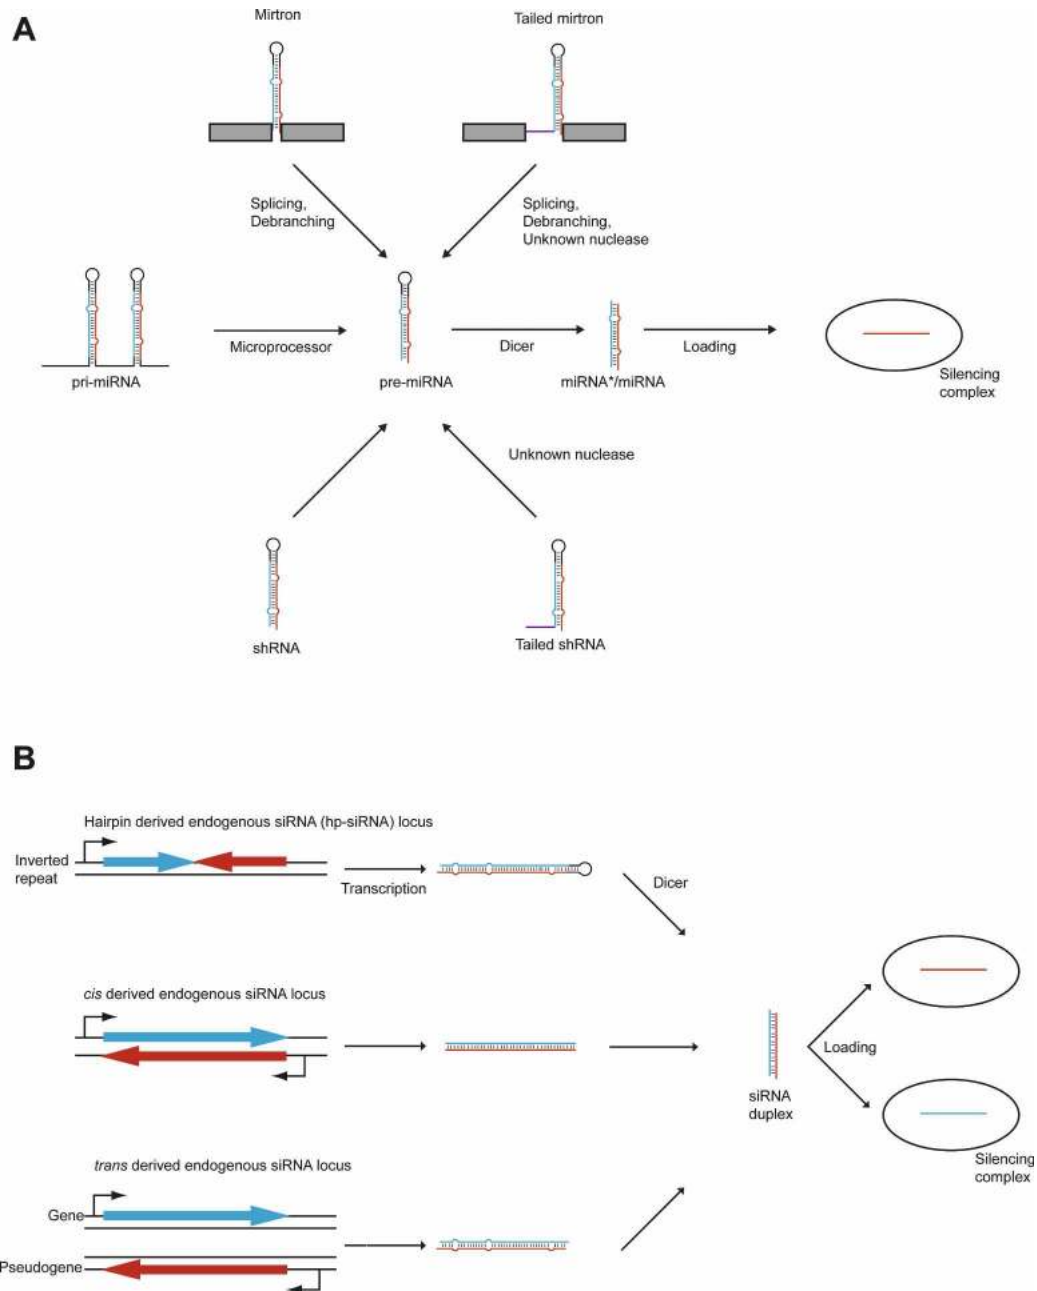 A
Mirtron
Tailed mirtron
Splicing,
Debranching
Splicing,
Debranching,
Unknown nuclease
Microprocessor
Dicer
Loading
pri-miRNA
pre-miRNA
miRNA*/miRNA
Silencing
complex
Unknown nuclease
shRNA
Tailed shRNA
B
Hairpin derived endogenous siRNA (hp-siRNA) locus
Inverted
repeat
Transcription
Dicer
cis derived endogenous siRNA locus
Loading
siRNA
duplex
Silencing
complex
trans derived endogenous siRNA locus
Gene
Pseudogene